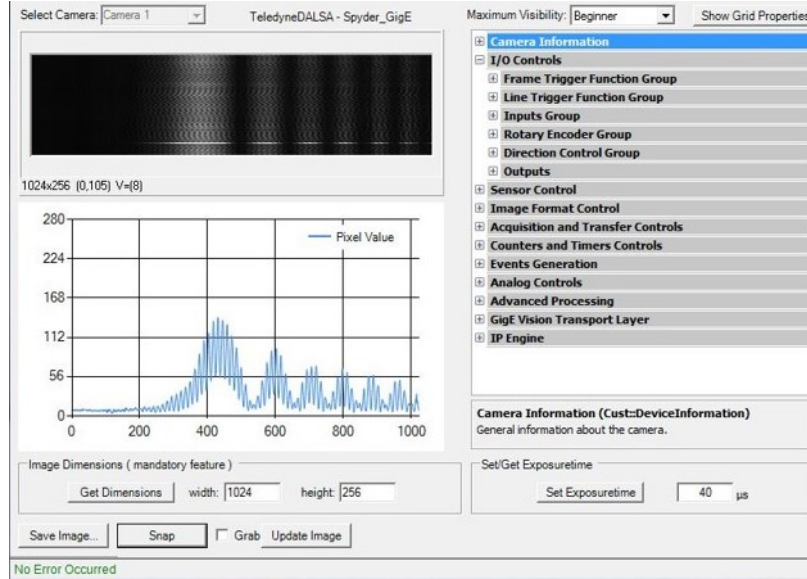 Select Camera: Camera 1 TeledyneDALSA - Spyder_GigE Maximum Visibility: Beginner Show Grid Properties
Camera Information
I/O Controls
Frame Trigger Function Group
Line Trigger Function Group
Inputs Group
Rotary Encoder Group
Direction Control Group
Outputs
Sensor Control
Image Format Control
Acquisition and Transfer Controls
Counters and Timers Controls
Events Generation
Analog Controls
Advanced Processing
GigE Vision Transport Layer
IP Engine
1024x256 (0,105) V=(8)
280
224
168
112
56
0
0 200 400 600 800 1000
Pixel Value
Camera Information (Cust::DeviceInformation)
General information about the camera.
Image Dimensions ( mandatory feature )
Get Dimensions width: 1024 height: 256
Set/Get Exposuretime
Set Exposuretime 40 µs
Save Image... Snap Grab Update Image
No Error Occurred